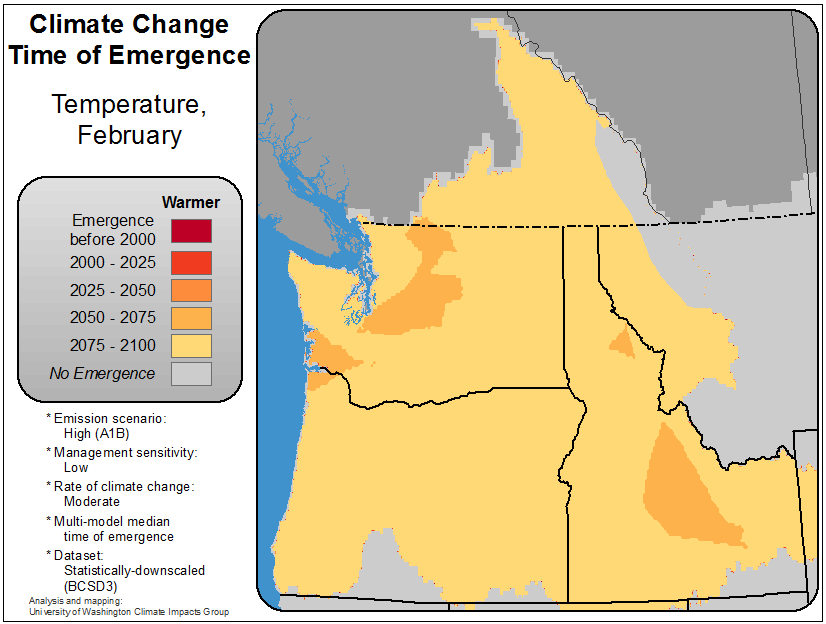 Climate Change
Time of Emergence
Temperature,
February
Warmer
Emergence
before 2000
2000 - 2025
2025 - 2050
2050 - 2075
2075 - 2100
No Emergence
* Emission scenario:
High (A1B)
* Management sensitivity:
Low
* Rate of climate change:
Moderate
* Multi-model median
time of emergence
* Dataset:
Statistically-downscaled
(BCSD3)
Analysis and mapping:
University of Washington Climate Impacts Group